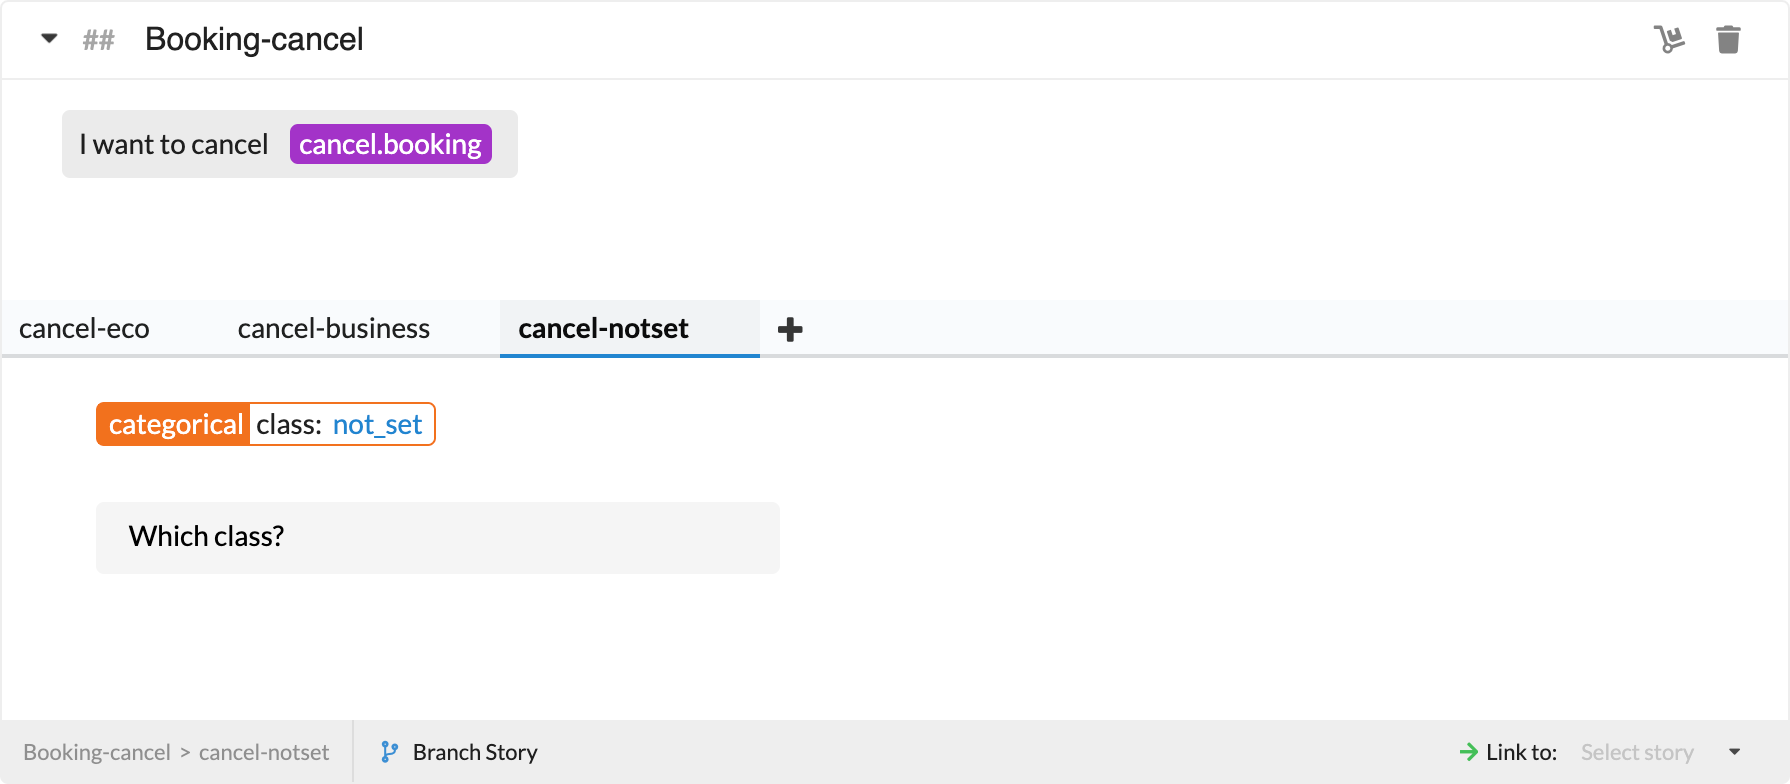 ## Booking-cancel
I want to cancel cancel.booking
cancel-eco cancel-business cancel-notset
categorical class: not_set
Which class?
Booking-cancel > cancel-notset Branch Story Link to: Select story